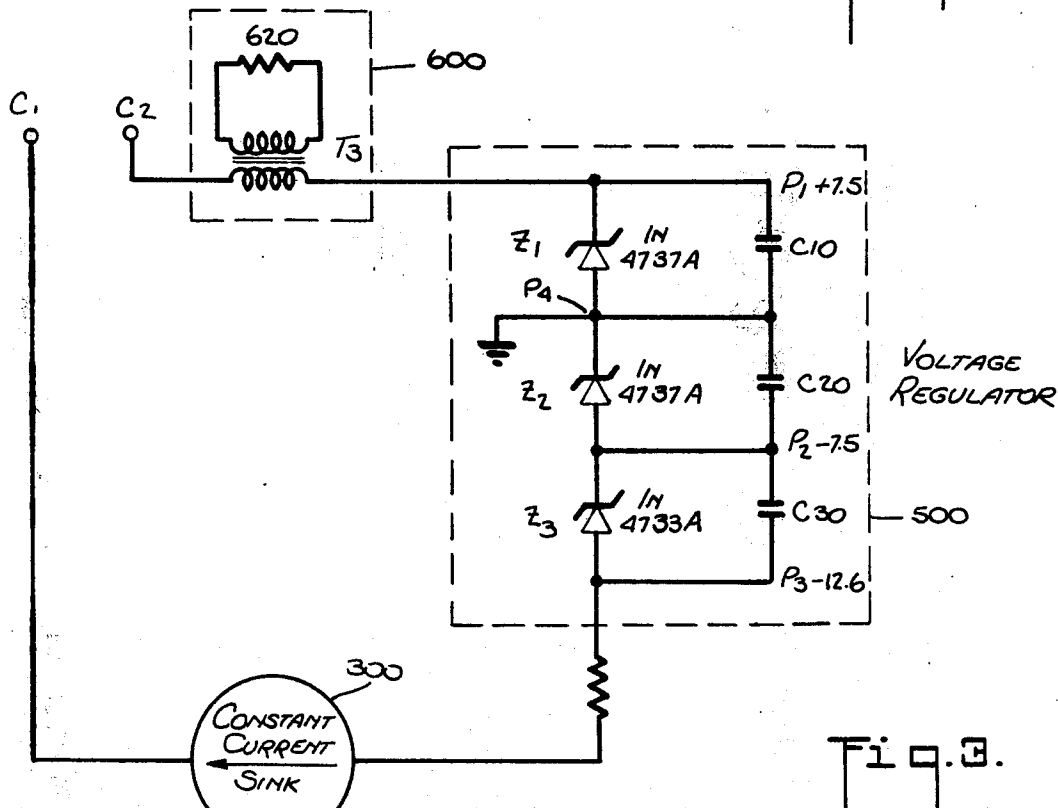 620
600
C1
C2
T3
P1 +7.5
Z1
IN
4737A
C10
P4
VOLTAGE
REGULATOR
Z2
IN
4737A
C20
P2 -7.5
Z3
IN
4733A
C30
500
P3 -12.6
300
CONSTANT
CURRENT
SINK
Fig.3.